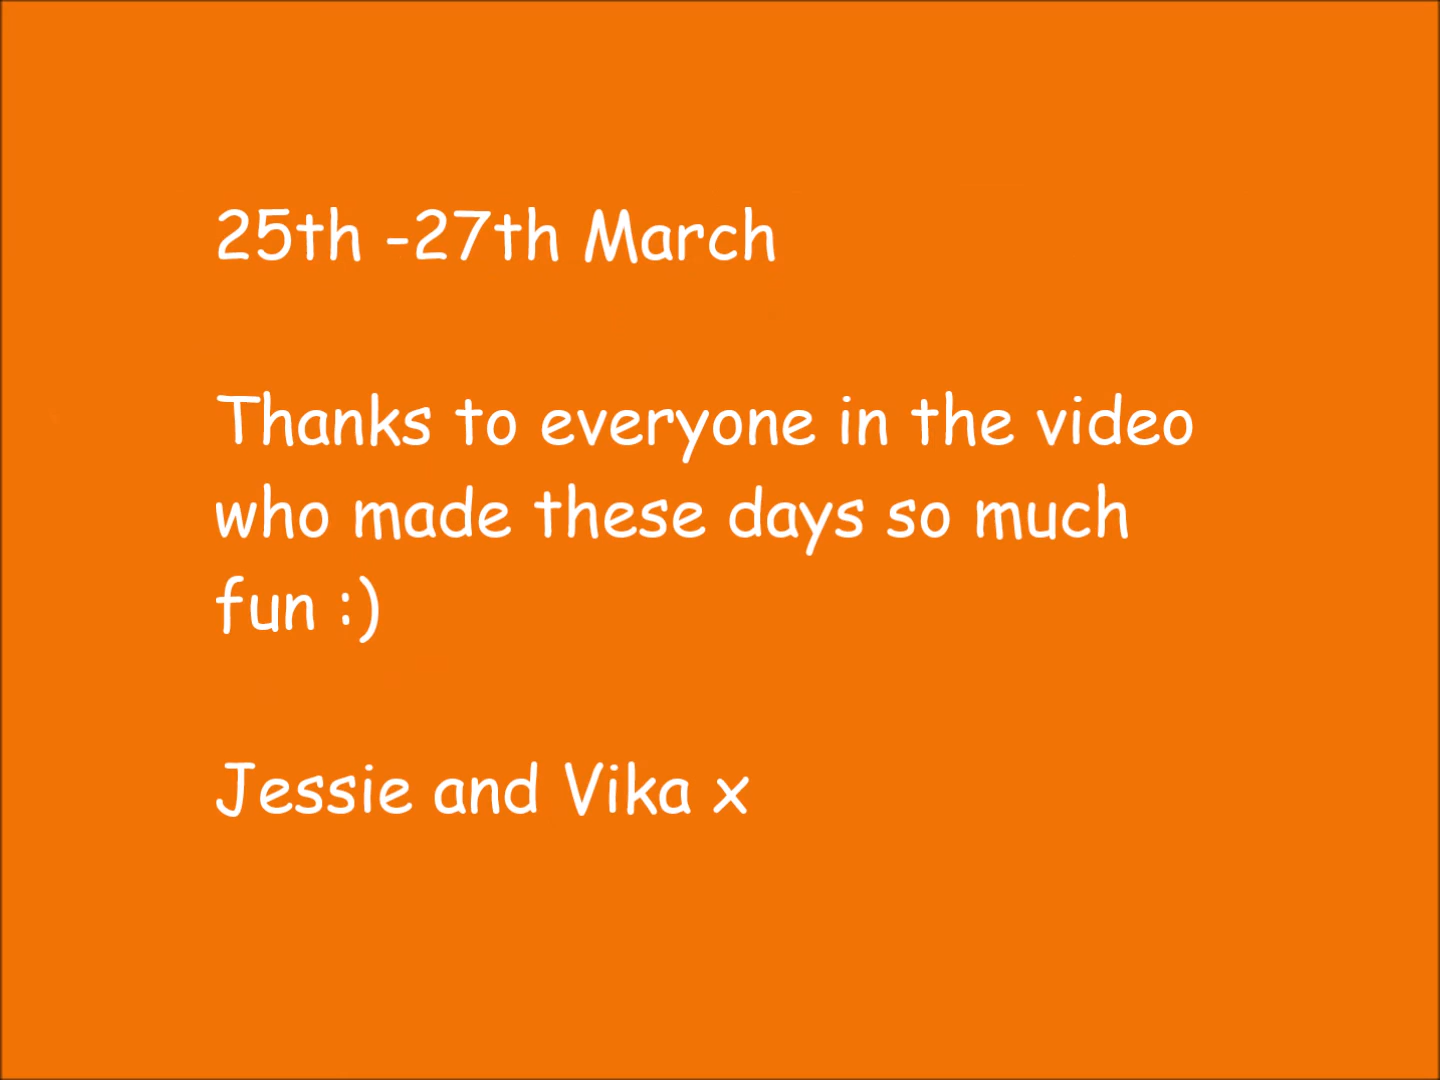 25th -27th March
Thanks to everyone in the video
who made these days so much
fun :)
Jessie and Vika x